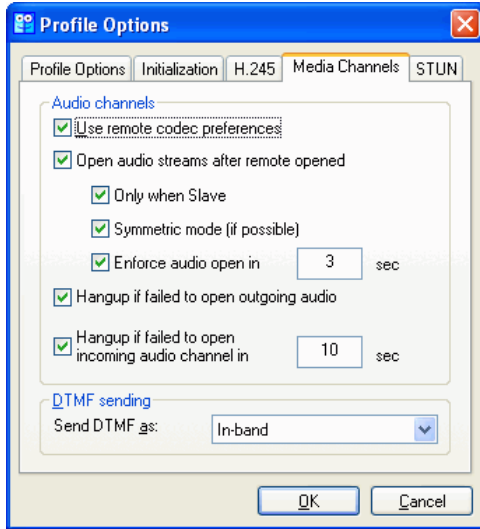 Profile Options
Profile Options Initialization H.245 Media Channels STUN
Audio channels
Use remote codec preferences
Open audio streams after remote opened
Only when Slave
Symmetric mode (if possible)
Enforce audio open in 3 sec
Hangup if failed to open outgoing audio
Hangup if failed to open
incoming audio channel in 10 sec
DTMF sending
Send DTMF as: In-band
OK Cancel